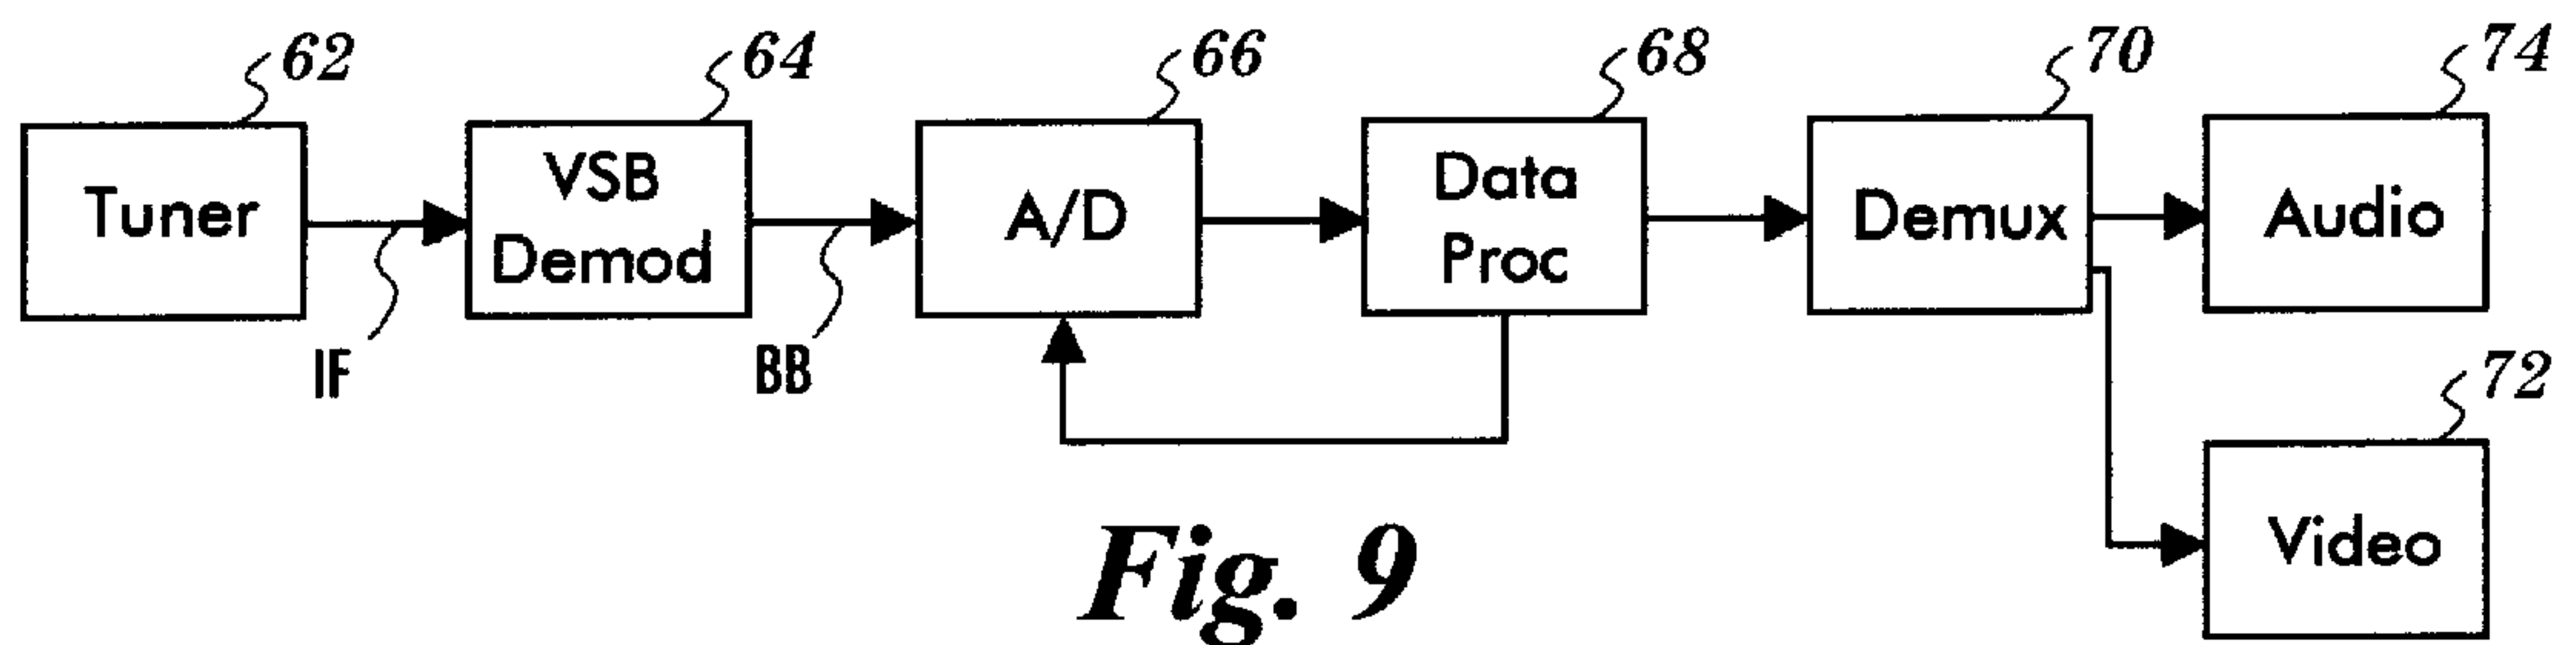 62
64
66
68
70
74
Tuner
VSB
Demod
A/D
Data
Proc
Demux
Audio
IF
BB
72
Video
Fig. 9